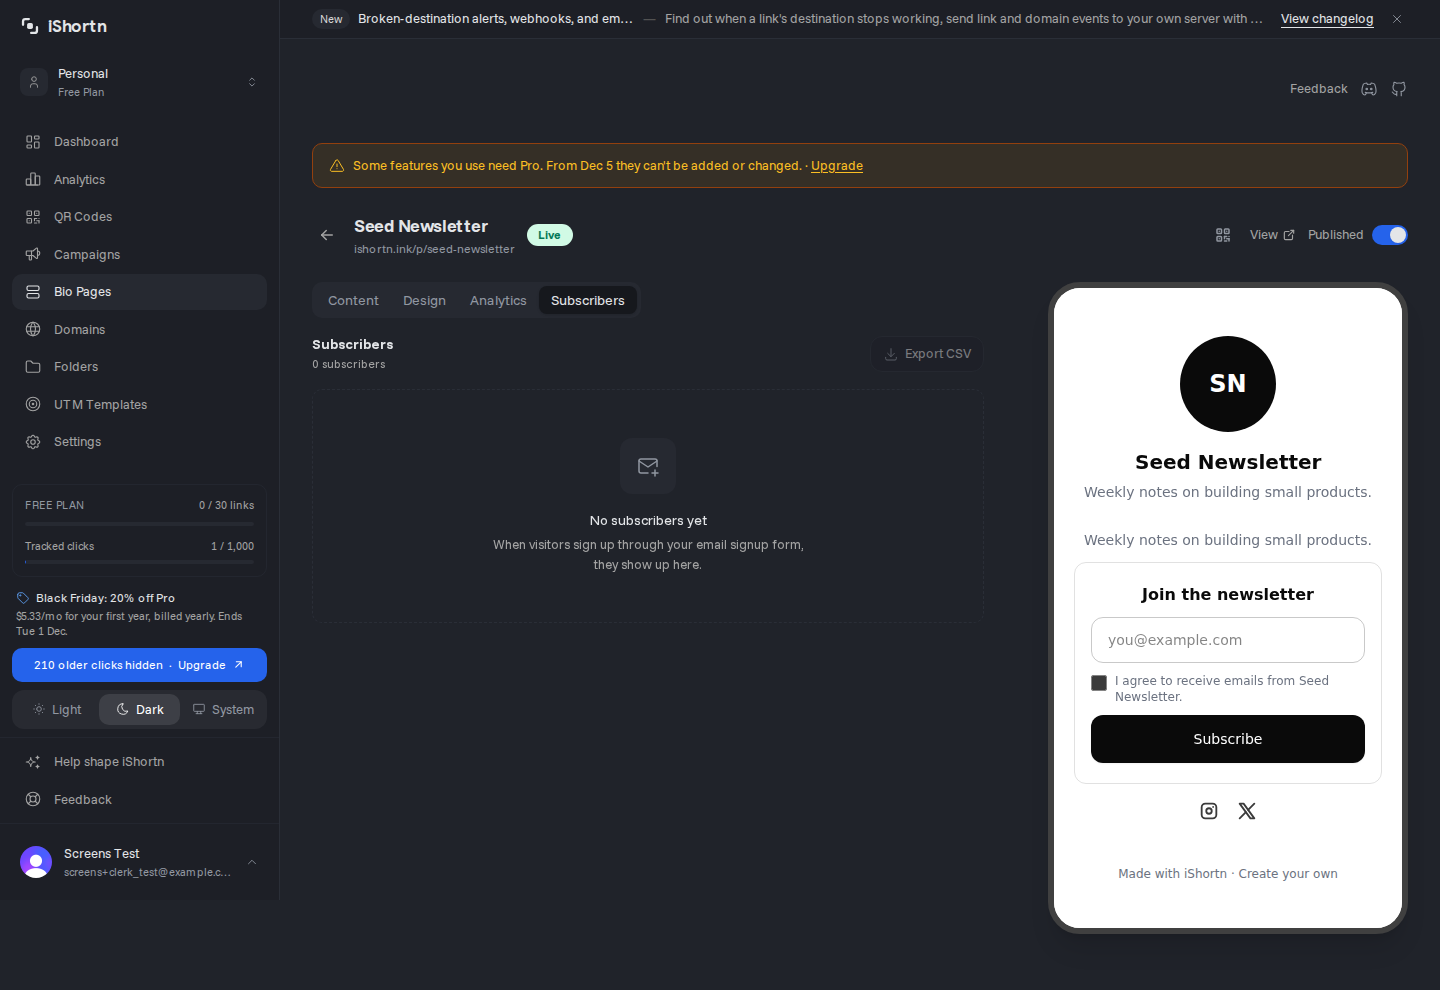 iShortn
Personal
Free Plan
Dashboard
Analytics
QR Codes
Campaigns
Bio Pages
Domains
Folders
UTM Templates
Settings
FREE PLAN 0 / 30 links
Tracked clicks 1 / 1,000
Black Friday: 20% off Pro
$5.33/mo for your first year, billed yearly. Ends
Tue 1 Dec.
210 older clicks hidden · Upgrade
Light Dark System
Help shape iShortn
Feedback
Screens Test
screens+clerk_test@example.c...
New Broken-destination alerts, webhooks, and em... — Find out when a link's destination stops working, send link and domain events to your own server with ... View changelog
Feedback
Some features you use need Pro. From Dec 5 they can't be added or changed. · Upgrade
Seed Newsletter
ishortn.ink/p/seed-newsletter
Live
View Published
Content Design Analytics Subscribers
Subscribers
0 subscribers
Export CSV
No subscribers yet
When visitors sign up through your email signup form,
they show up here.
SN
Seed Newsletter
Weekly notes on building small products.
Weekly notes on building small products.
Join the newsletter
you@example.com
I agree to receive emails from Seed
Newsletter.
Subscribe
Made with iShortn · Create your own